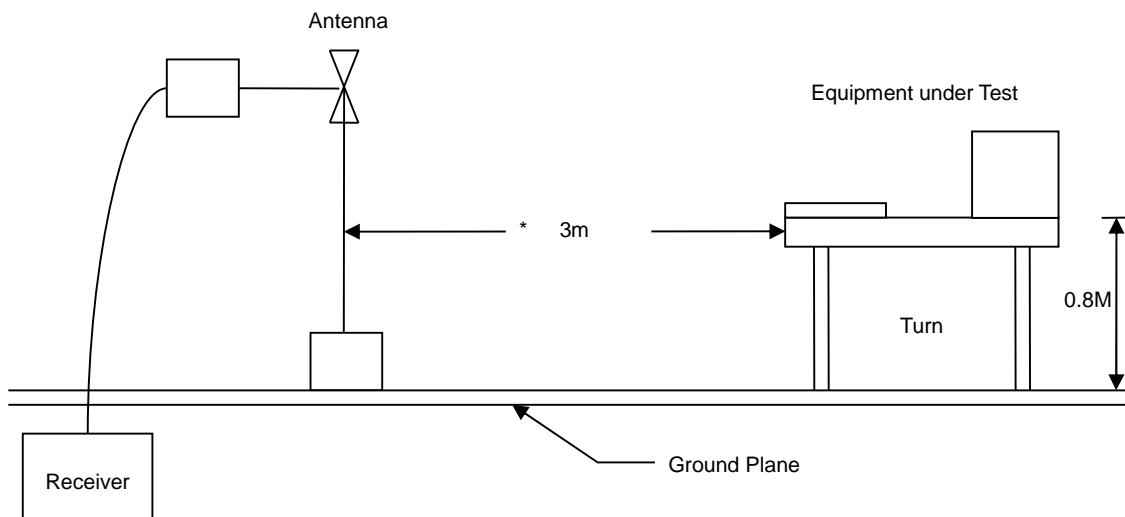 Antenna
Equipment under Test
* 3m
0.8M
Turn
Ground Plane
Receiver